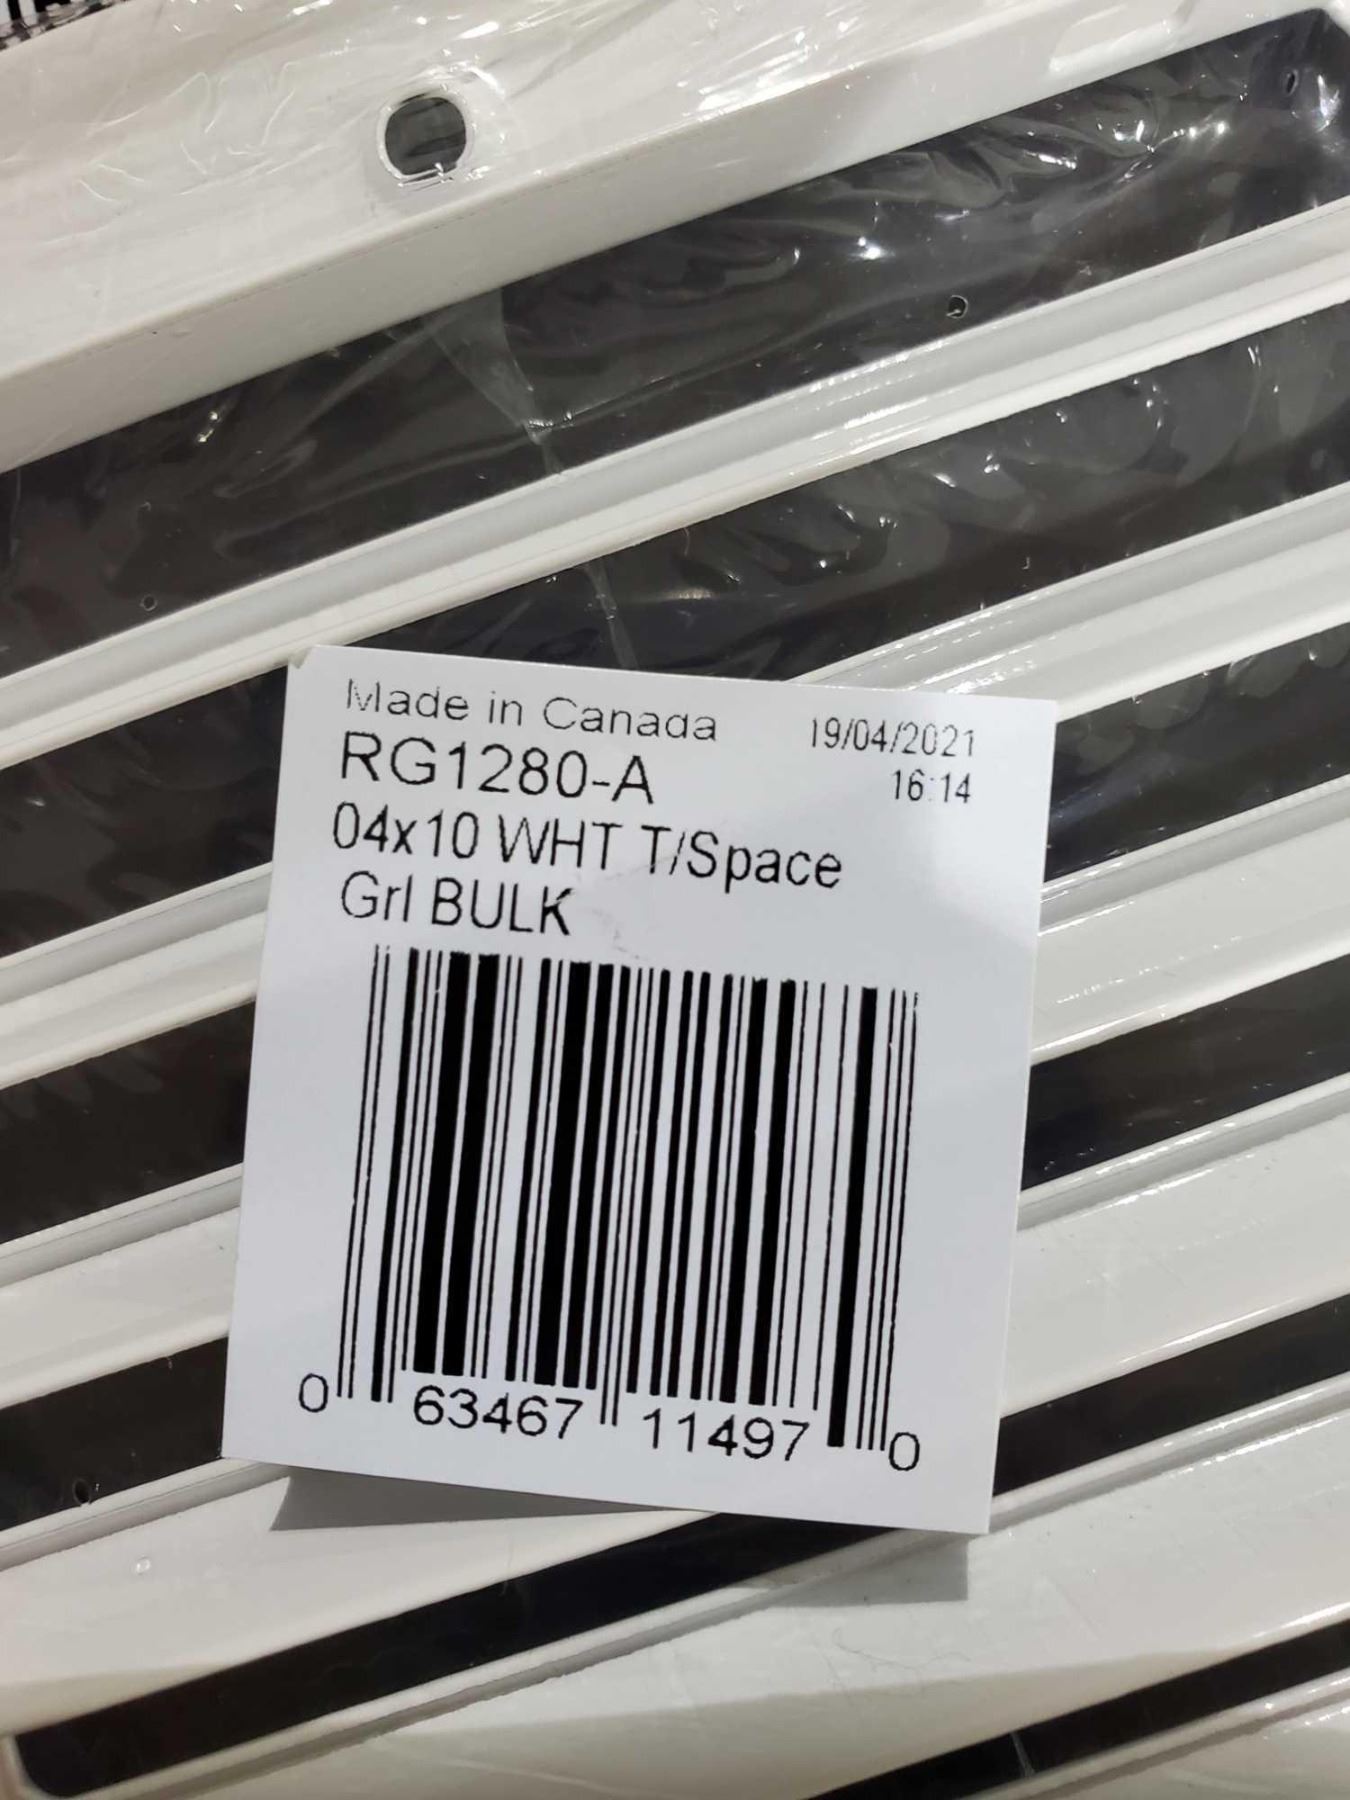 Made in Canada 19/04/2021
RG1280-A 16:14
04x10 WHT T/Space
Grl BULK
0 63467 11497 0